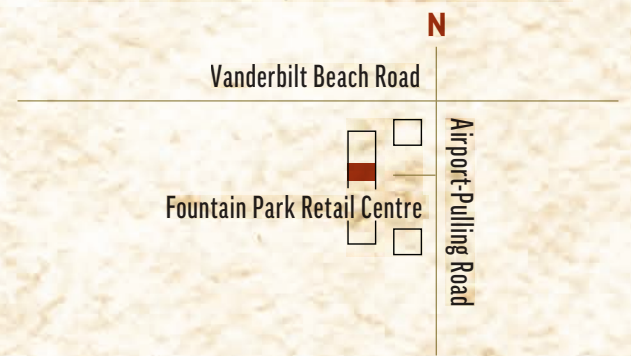 N
Vanderbilt Beach Road
Airport-Pulling Road
Fountain Park Retail Centre